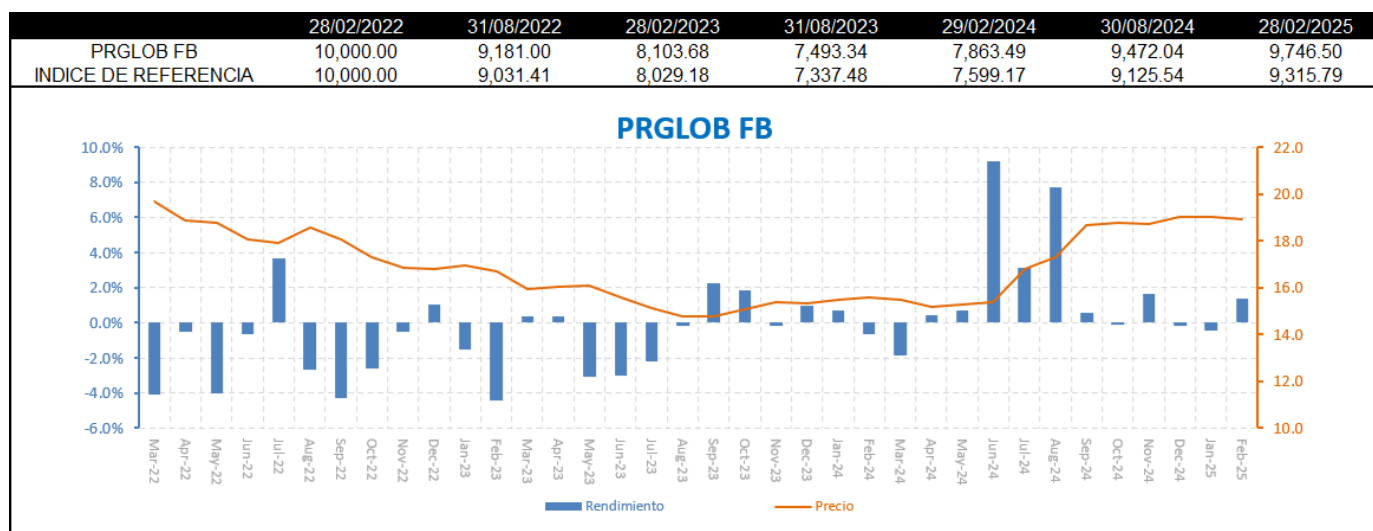 28/02/2022 31/08/2022 28/02/2023 31/08/2023 29/02/2024 30/08/2024 28/02/2025
PRGLOB FB 10,000.00 9,181.00 8,103.68 7,493.34 7,863.49 9,472.04 9,746.50
INDICE DE REFERENCIA 10,000.00 9,031.41 8,029.18 7,337.48 7,599.17 9,125.54 9,315.79
PRGLOB FB
10.0% 22.0
8.0% 20.0
6.0% 18.0
4.0%
2.0% 16.0
0.0% 14.0
-2.0%
-4.0% 12.0
-6.0% 10.0
Mar-22 Apr-22 May-22 Jun-22 Jul-22 Aug-22 Sep-22 Oct-22 Nov-22 Dec-22 Jan-23 Feb-23 Mar-23 Apr-23 May-23 Jun-23 Jul-23 Aug-23 Sep-23 Oct-23 Nov-23 Dec-23 Jan-24 Feb-24 Mar-24 Apr-24 May-24 Jun-24 Jul-24 Aug-24 Sep-24 Oct-24 Nov-24 Dec-24 Jan-25 Feb-25
Rendimiento Precio